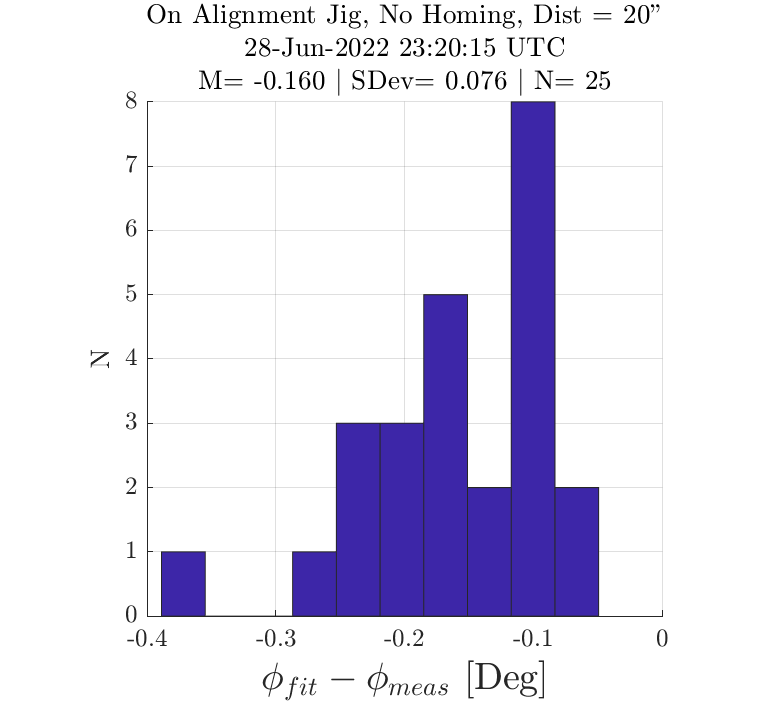 On Alignment Jig, No Homing, Dist = 20”
28-Jun-2022 23:20:15 UTC
M= -0.160 | SDev= 0.076 | N= 25
8
7
6
5
4
3
2
1
0
N
-0.4 -0.3 -0.2 -0.1 0
ϕfit − ϕmeas [Deg]